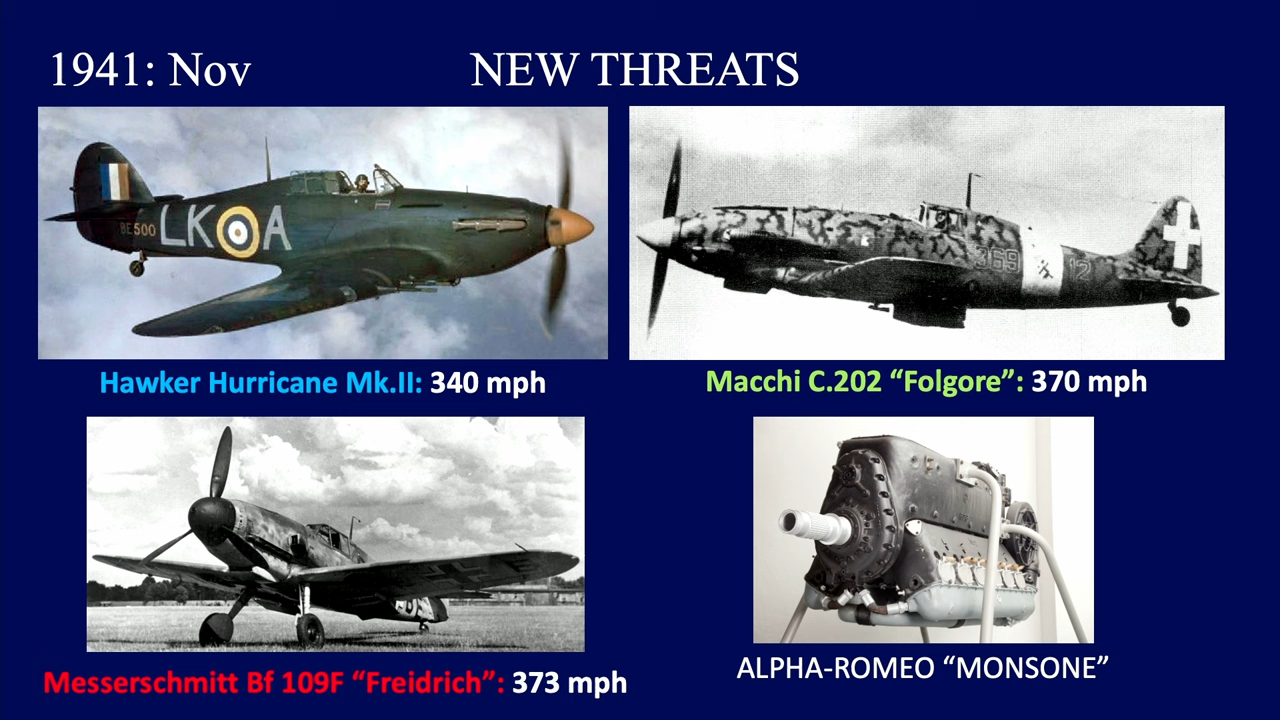 1941: Nov
NEW THREATS
BE500 LK A
369 12
Hawker Hurricane Mk.II: 340 mph
Macchi C.202 “Folgore”: 370 mph
Messerschmitt Bf 109F “Freidrich”: 373 mph
ALPHA-ROMEO “MONSONE”